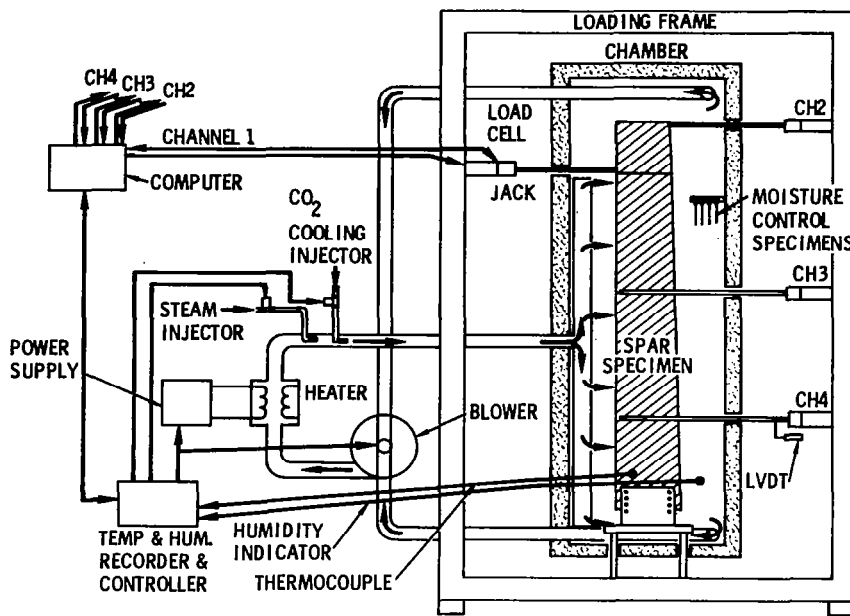 LOADING FRAME
CHAMBER
CH4
CH3
CH2
CHANNEL 1
COMPUTER
LOAD
CELL
JACK
CH2
CO2
COOLING
INJECTOR
MOISTURE
CONTROL
SPECIMENS
STEAM
INJECTOR
CH3
POWER
SUPPLY
SPAR
SPECIMEN
HEATER
BLOWER
CH4
LVDT
TEMP & HUM.
RECORDER &
CONTROLLER
HUMIDITY
INDICATOR
THERMOCOUPLE